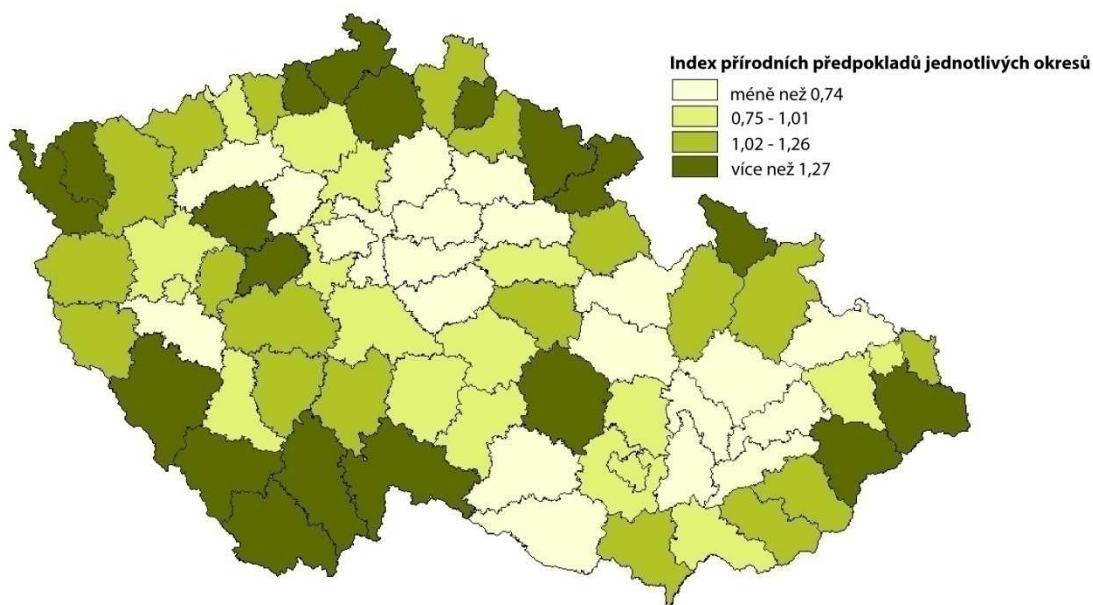 Index přírodních předpokladů jednotlivých okresů
méně než 0,74
0,75 - 1,01
1,02 - 1,26
více než 1,27